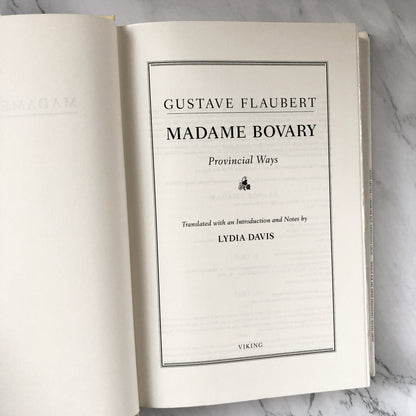 GUSTAVE FLAUBERT
MADAME BOVARY
Provincial Ways
Translated with an Introduction and Notes by
LYDIA DAVIS
VIKING